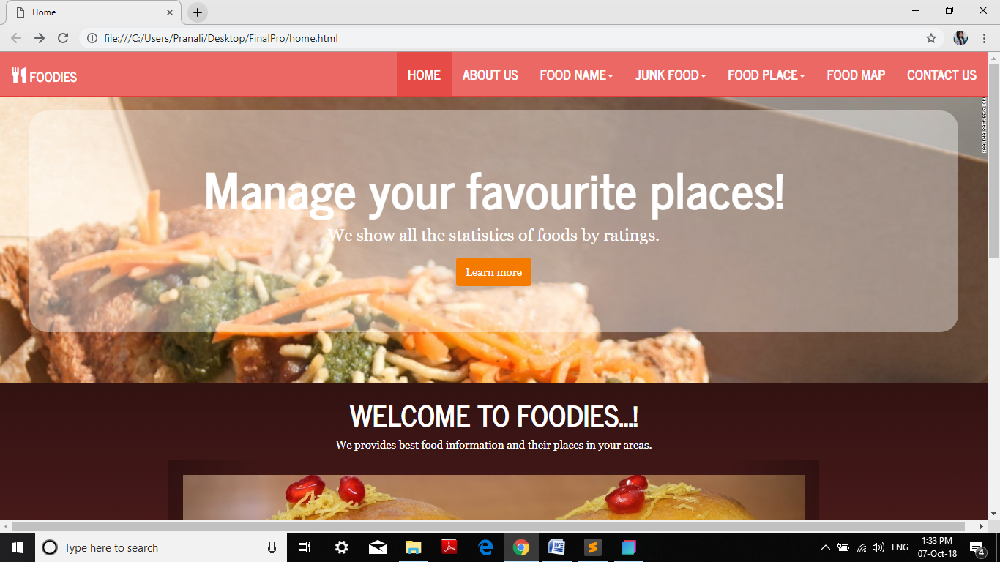 Home
file:///C:/Users/Pranali/Desktop/FinalPro/home.html
FOODIES
HOME ABOUT US FOOD NAME JUNK FOOD FOOD PLACE FOOD MAP CONTACT US
Manage your favourite places!
We show all the statistics of foods by ratings.
Learn more
WELCOME TO FOODIES...!
We provides best food information and their places in your areas.
Type here to search
ENG
1:33 PM
07-Oct-18
4